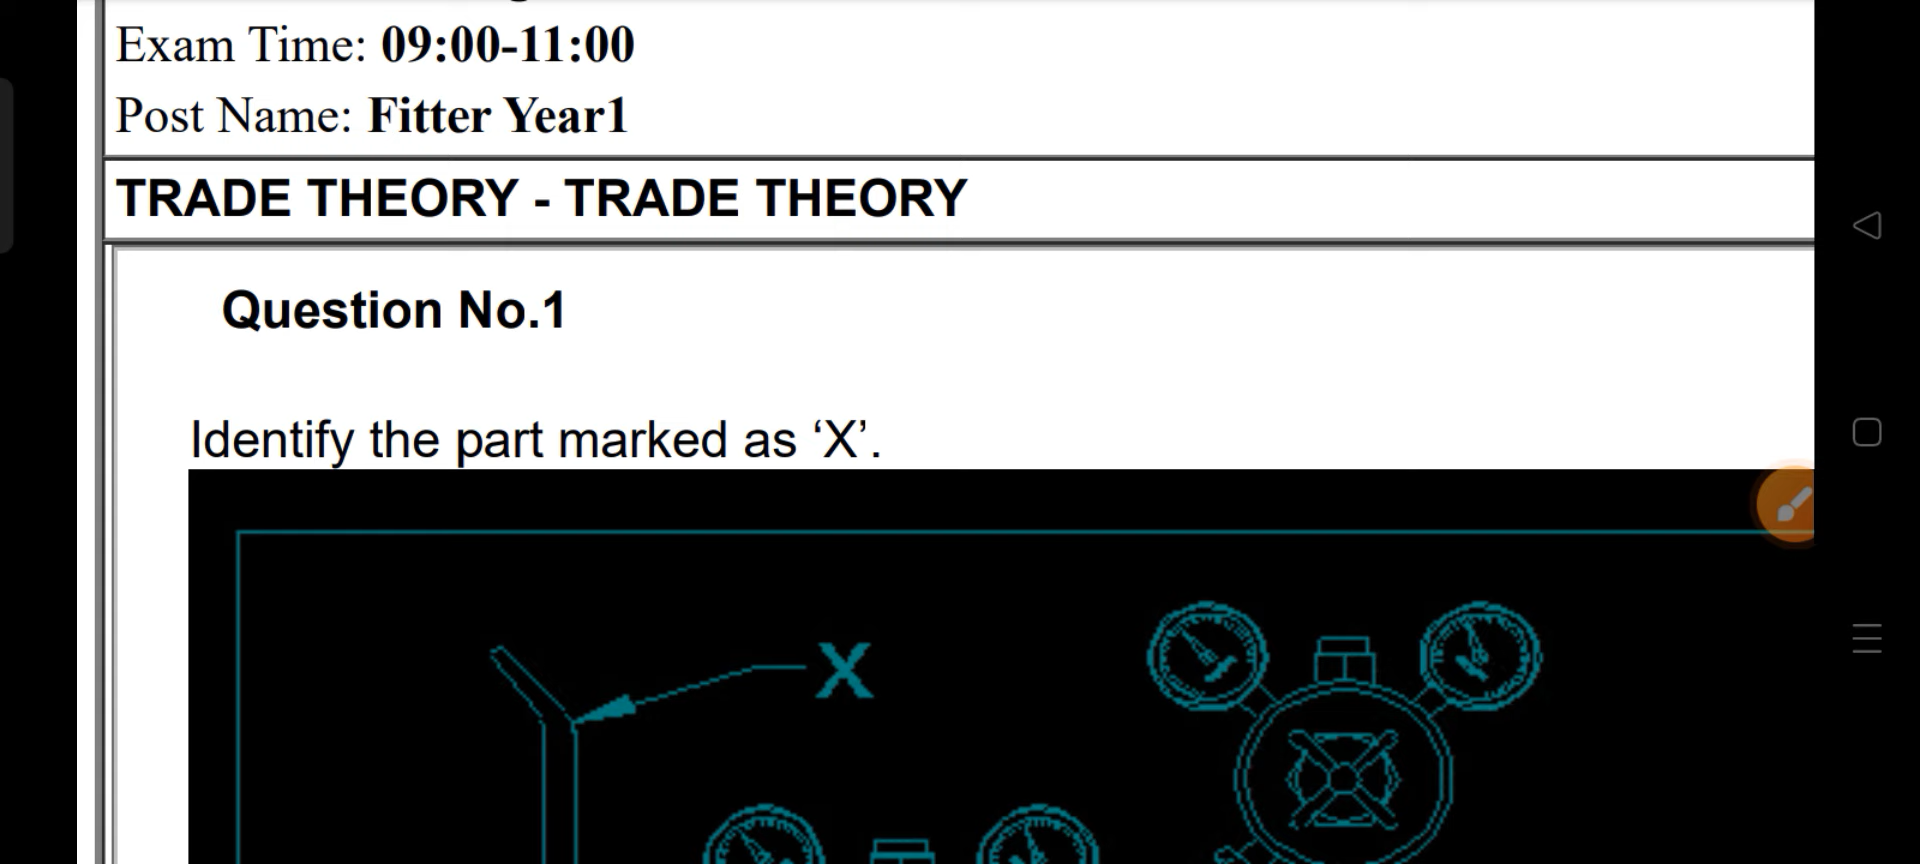 Exam Time: 09:00-11:00
Post Name: Fitter Year1
TRADE THEORY - TRADE THEORY
Question No.1
Identify the part marked as ‘X’.
X